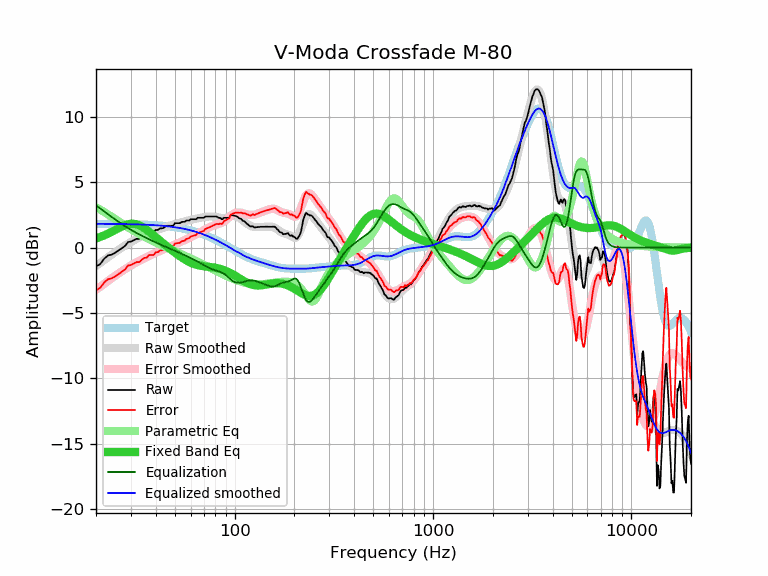 V-Moda Crossfade M-80
Amplitude (dBr)
10
5
0
−5
−10
−15
−20
Target
Raw Smoothed
Error Smoothed
Raw
Error
Parametric Eq
Fixed Band Eq
Equalization
Equalized smoothed
100
1000
10000
Frequency (Hz)